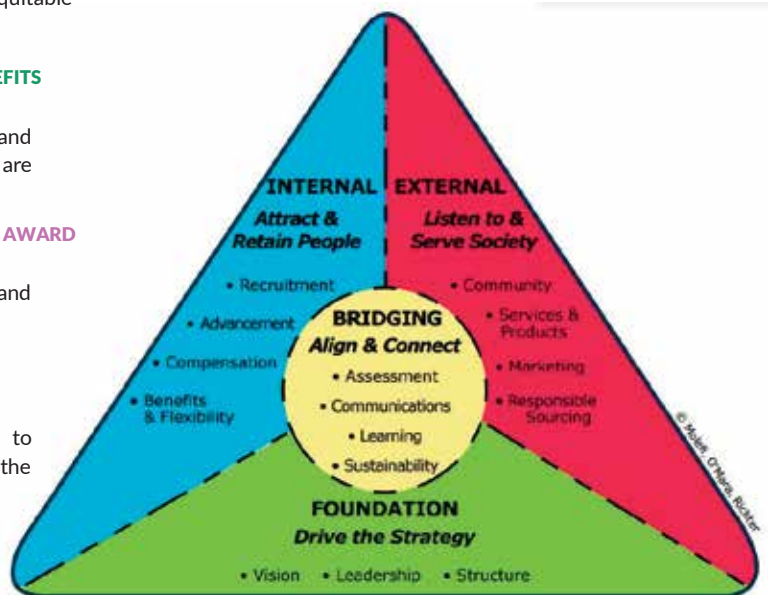 quitable
EFITS
and
are
AWARD
and
to
the
INTERNAL
Attract &
Retain People
• Recruitment
• Advancement
• Compensation
• Benefits
& Flexibility
EXTERNAL
Listen to &
Serve Society
• Community
• Services &
Products
• Marketing
• Responsible
Sourcing
BRIDGING
Align & Connect
• Assessment
• Communications
• Learning
• Sustainability
FOUNDATION
Drive the Strategy
• Vision • Leadership • Structure
© Molefi, O'Mara, Richter